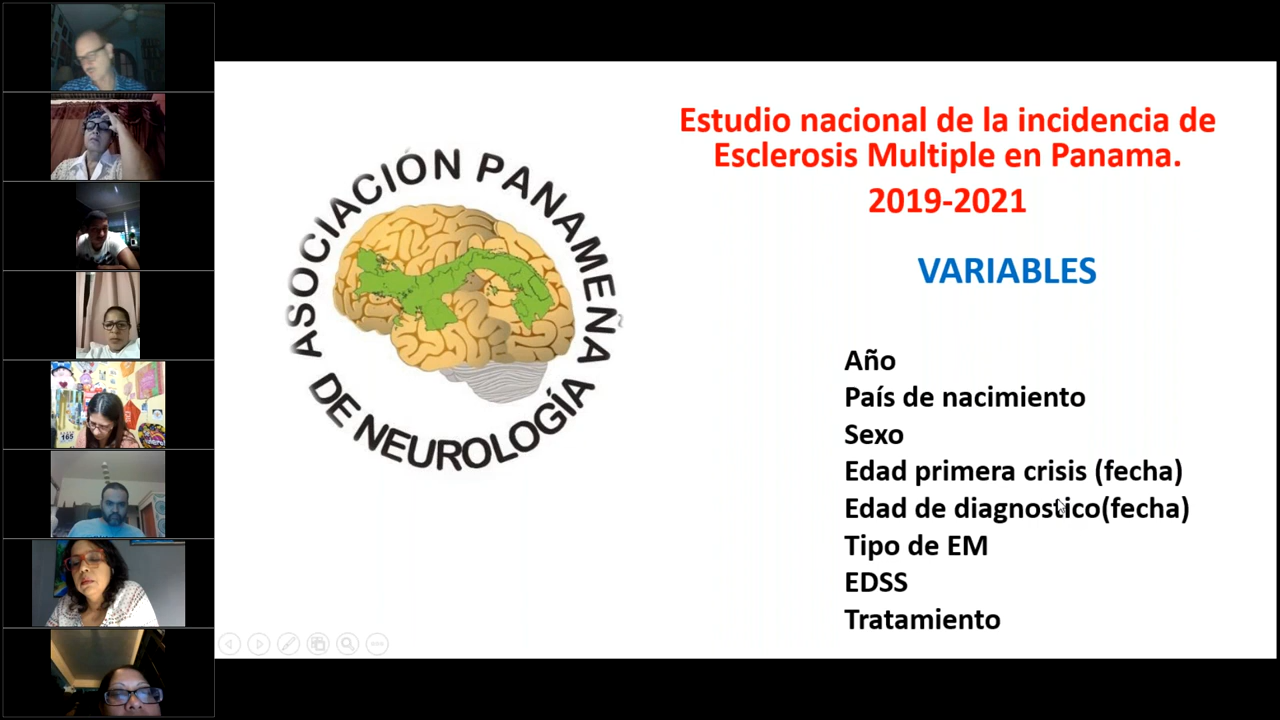 Estudio nacional de la incidencia de
Esclerosis Multiple en Panama.
2019-2021
ASOCIACIÓN PANAMEÑA
DE NEUROLOGÍA
VARIABLES
Año
País de nacimiento
Sexo
Edad primera crisis (fecha)
Edad de diagnostico(fecha)
Tipo de EM
EDSS
Tratamiento
165